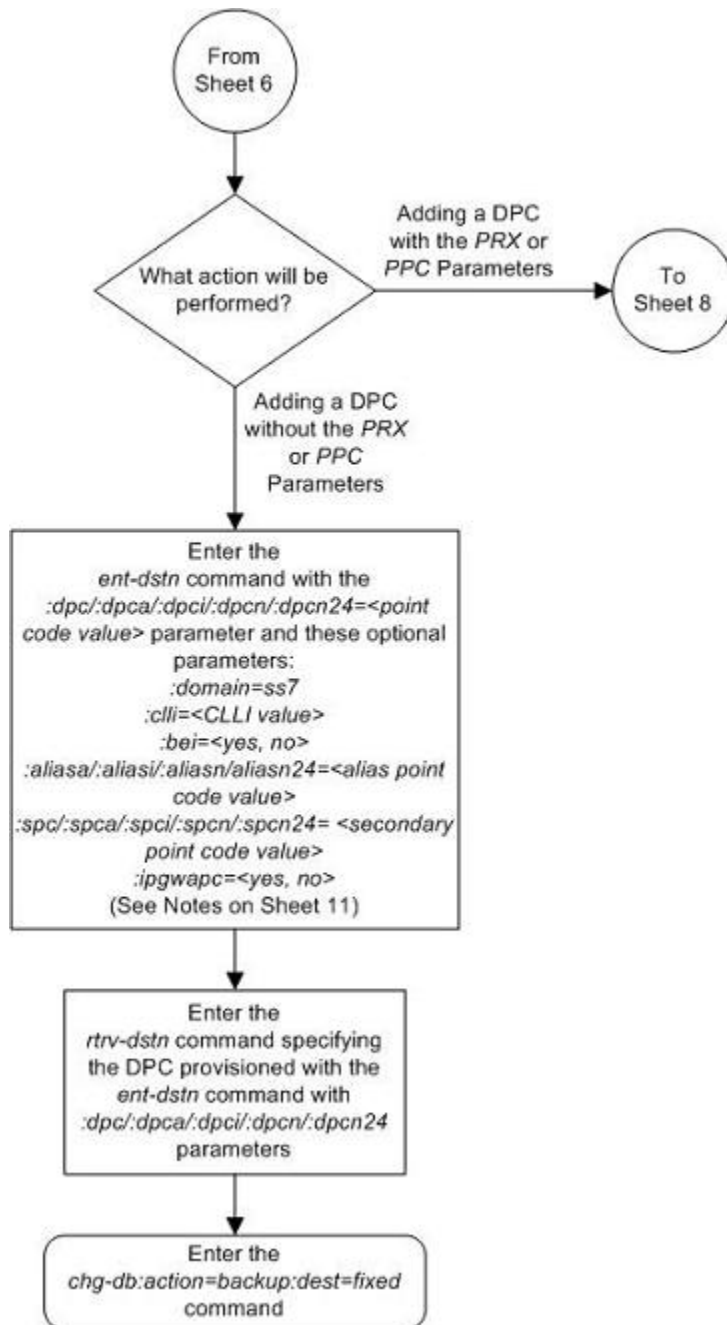 From
Sheet 6
What action will be
performed?
Adding a DPC
with the PRX or
PPC Parameters
To
Sheet 8
Adding a DPC
without the PRX
or PPC
Parameters
Enter the
ent-dstn command with the
:dpc/:dpca/:dpci/:dpcn/:dpcn24=<point
code value> parameter and these optional
parameters:
:domain=ss7
:clli=<CLLI value>
:bei=<yes, no>
:aliasa/:aliasi/:aliasn/aliasn24=<alias point
code value>
:spc/:spca/:spci/:spcn/:spcn24= <secondary
point code value>
:ipgwapc=<yes, no>
(See Notes on Sheet 11)
Enter the
rtrv-dstn command specifying
the DPC provisioned with the
ent-dstn command with
:dpc/:dpca/:dpci/:dpcn/:dpcn24
parameters
Enter the
chg-db:action=backup:dest=fixed
command